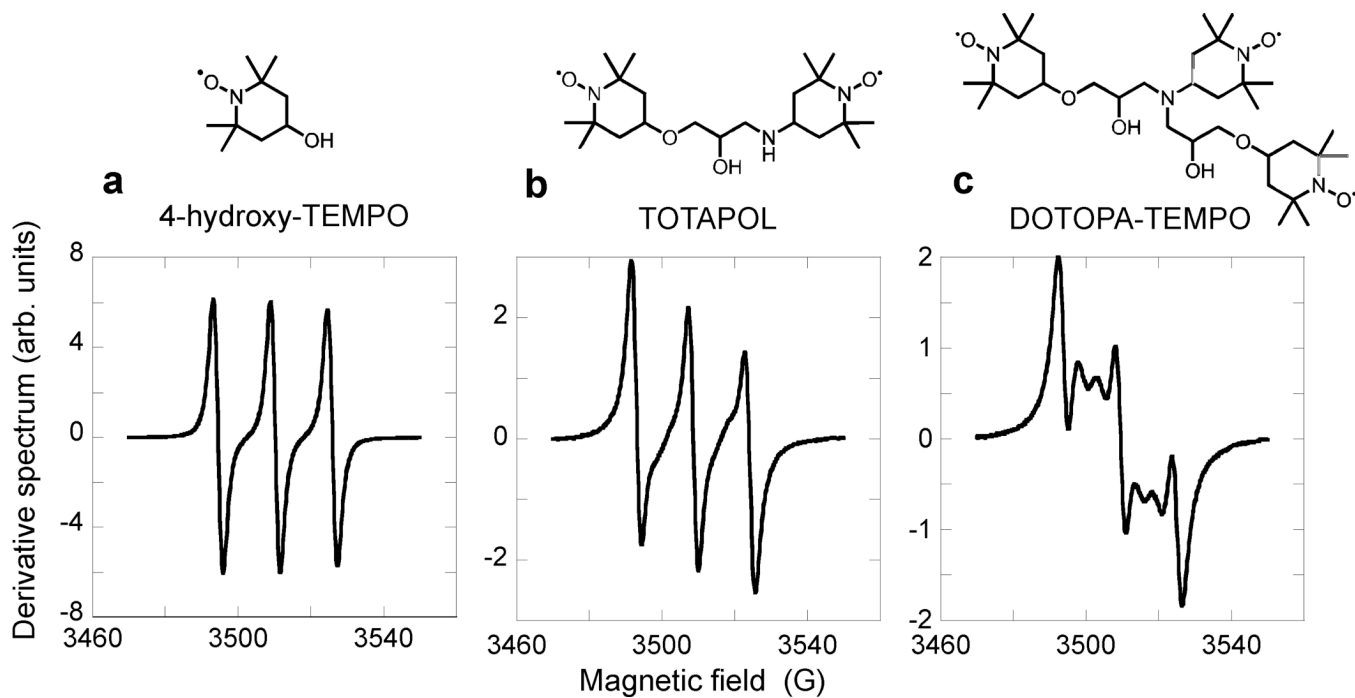 •O
N
OH
a
4-hydroxy-TEMPO
8
4
0
-4
-8
3460
3500
3540
•O
N
N
O•
O
OH
N
H
b
TOTAPOL
2
0
-2
3460
3500
3540
•O
N
N
O•
O
OH
N
O
OH
N
O•
c
DOTOPA-TEMPO
2
1
0
-1
-2
3460
3500
3540
Derivative spectrum (arb. units)
Magnetic field (G)